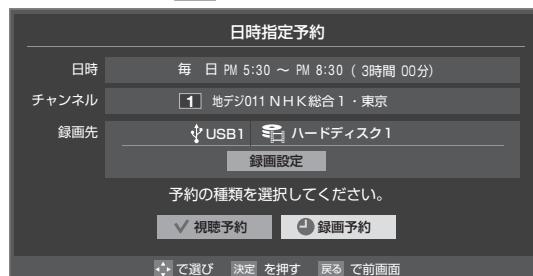 日時指定予約
日時 毎 日 PM 5:30 ～ PM 8:30 ( 3時間 00分)
チャンネル 1 地デジ011 NHK総合1・東京
録画先 USB1 ハードディスク1
録画設定
予約の種類を選択してください。
視聴予約 録画予約
で選び 決定 を押す 戻る で前画面